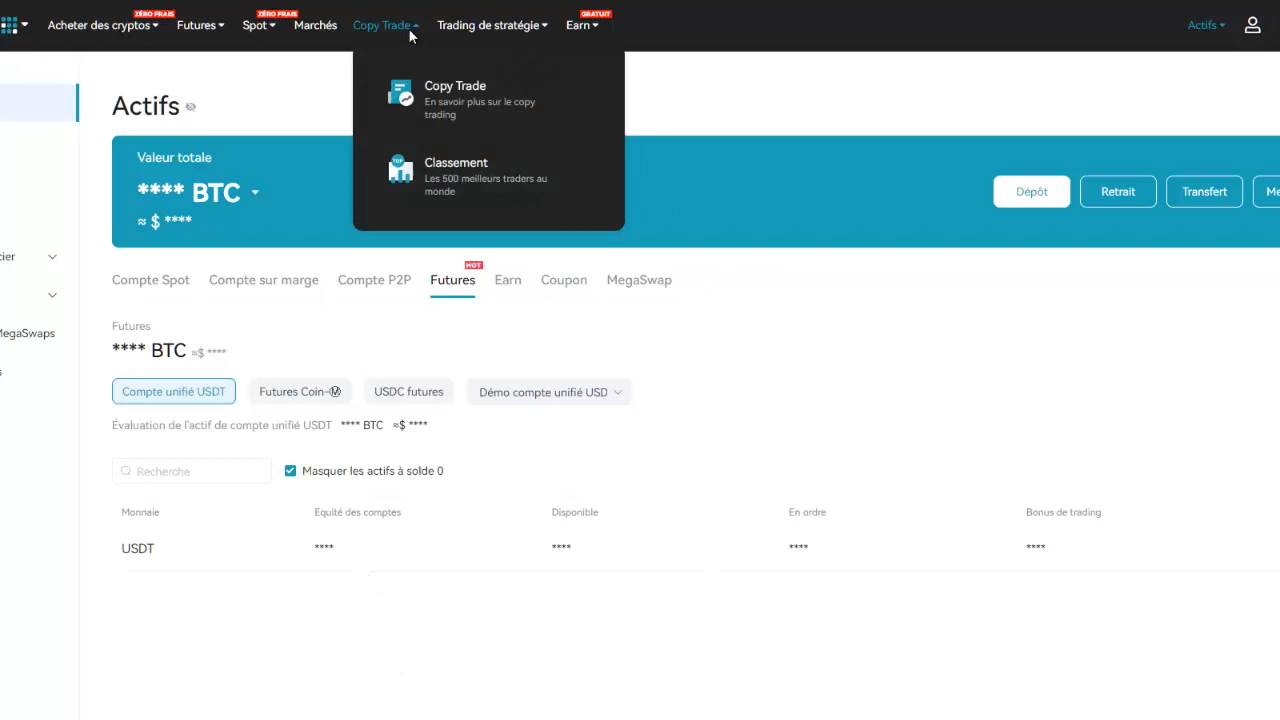 ZÉRO FRAIS ZÉRO FRAIS GRATUIT
Acheter des cryptos Futures Spot Marchés Copy Trade Trading de stratégie Earn Actifs
Copy Trade
En savoir plus sur le copy
trading
TOP
Classement
Les 500 meilleurs traders au
monde
Actifs
Valeur totale
**** BTC
≈ $ ****
Dépôt Retrait Transfert Me
cier
MegaSwaps
s
HOT
Compte Spot Compte sur marge Compte P2P Futures Earn Coupon MegaSwap
Futures
**** BTC ≈$ ****
Compte unifié USDT Futures Coin-Ⓜ USDC futures Démo compte unifié USD
Évaluation de l'actif de compte unifié USDT **** BTC ≈$ ****
Recherche Masquer les actifs à solde 0
Monnaie Équité des comptes Disponible En ordre Bonus de trading
USDT **** **** **** ****